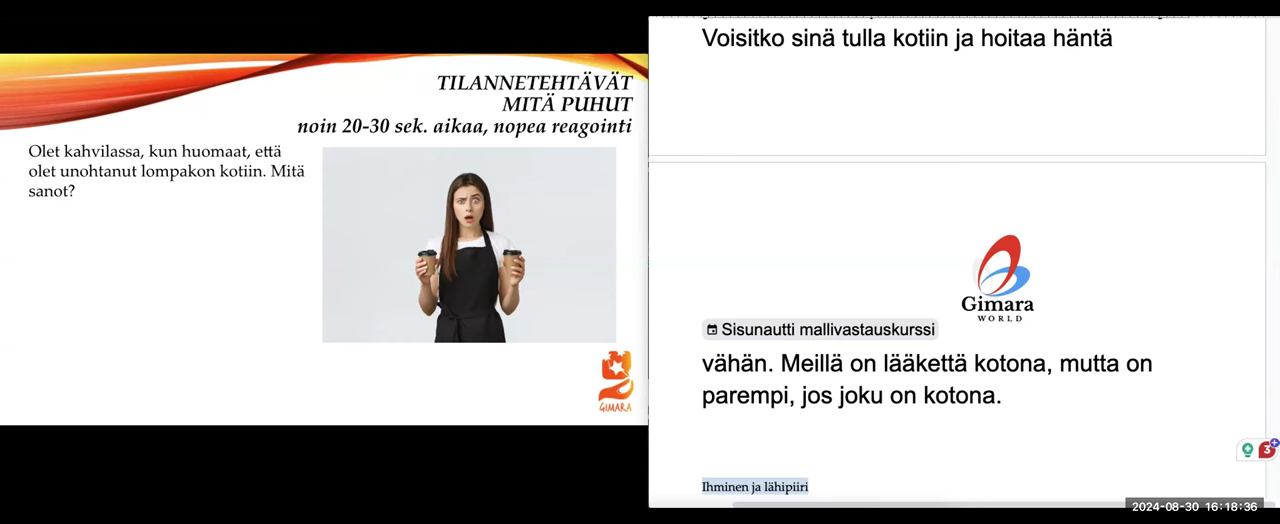 TILANNETEHTÄVÄT
MITÄ PUHUT
noin 20-30 sek. aikaa, nopea reagointi
Olet kahvilassa, kun huomaat, että
olet unohtanut lompakon kotiin. Mitä
sanot?
GIMARA
Voisitko sinä tulla kotiin ja hoitaa häntä
Gimara
WORLD
Sisunautti mallivastauskurssi
vähän. Meillä on lääkettä kotona, mutta on
parempi, jos joku on kotona.
3
Ihminen ja lähipiiri
2024-08-30 16:18:36